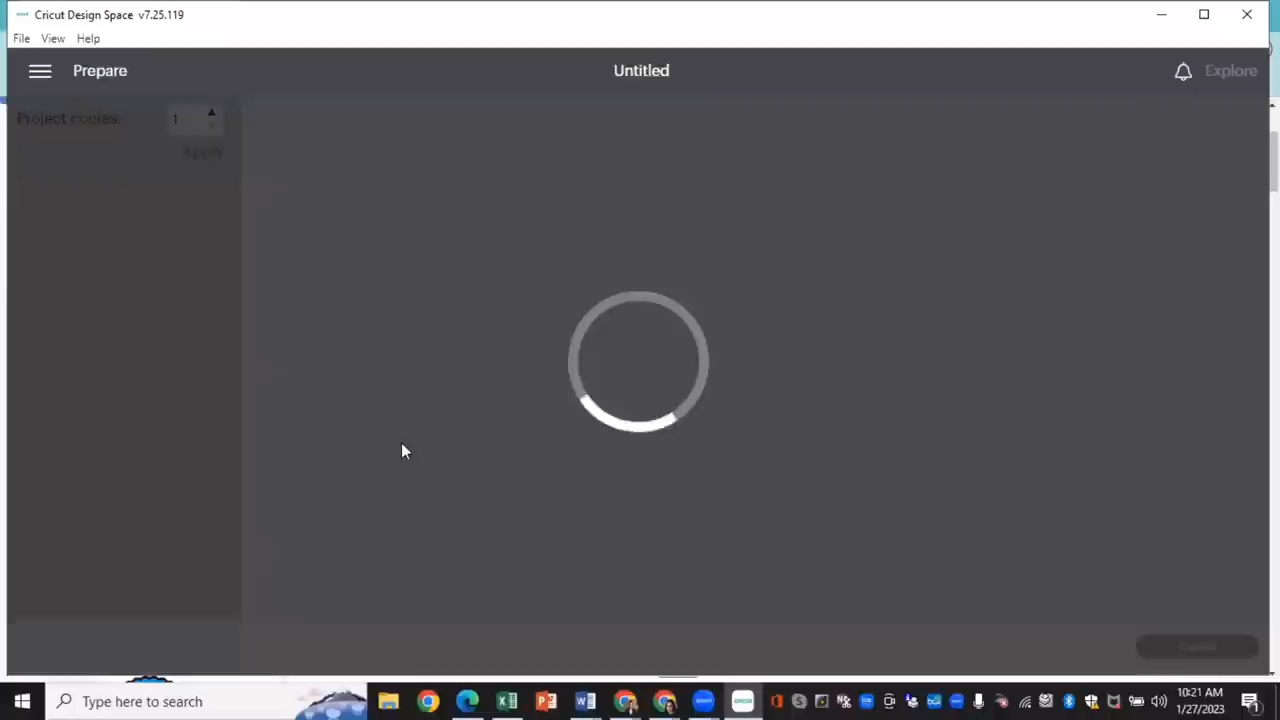 Cricut Design Space v7.25.119
File View Help
Prepare
Untitled
Explore
Project copies:
1
Apply
Type here to search
10:21 AM
1/27/2023